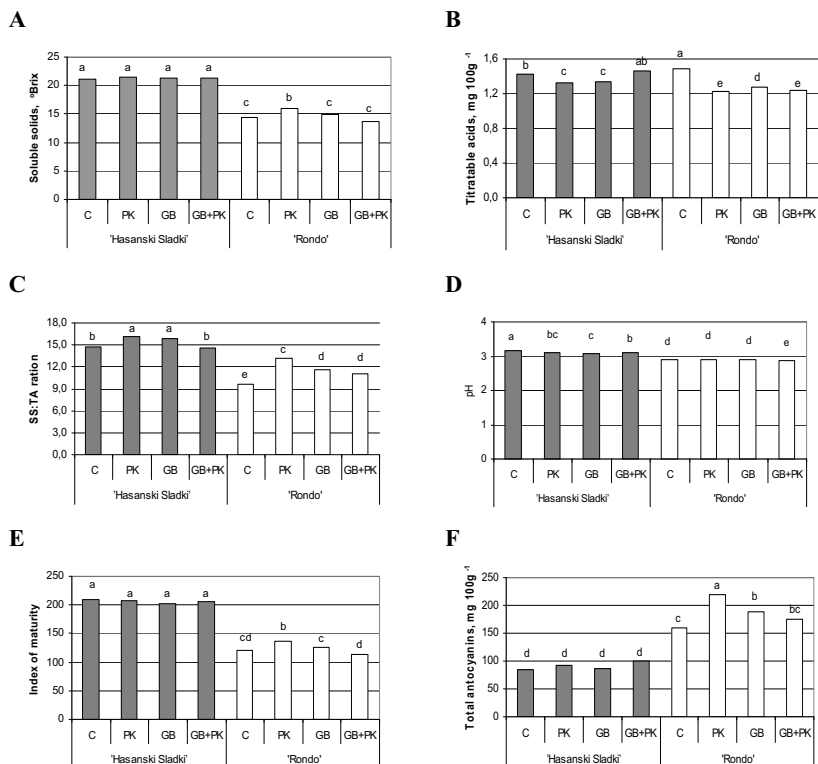 A
Soluble solids, ºBrix
25
20
15
10
5
0
a a a a c b c c
C PK GB GB+PK C PK GB GB+PK
'Hasanski Sladki' 'Rondo'
B
Titratable acids, mg 100g -1
1,6
1,2
0,8
0,4
0,0
b c c ab a e d e
C PK GB GB+PK C PK GB GB+PK
'Hasanski Sladki' 'Rondo'
C
SS:TA ration
18,0
15,0
12,0
9,0
6,0
3,0
0,0
b a a b e c d d
C PK GB GB+PK C PK GB GB+PK
'Hasanski Sladki' 'Rondo'
D
pH
4
3
2
1
0
a bc c b d d d e
C PK GB GB+PK C PK GB GB+PK
'Hasanski Sladki' 'Rondo'
E
Index of maturity
250
200
150
100
50
0
a a a a cd b c d
C PK GB GB+PK C PK GB GB+PK
'Hasanski Sladki' 'Rondo'
F
Total antocyanins, mg 100g -1
250
200
150
100
50
0
d d d d c a b bc
C PK GB GB+PK C PK GB GB+PK
'Hasanski Sladki' 'Rondo'